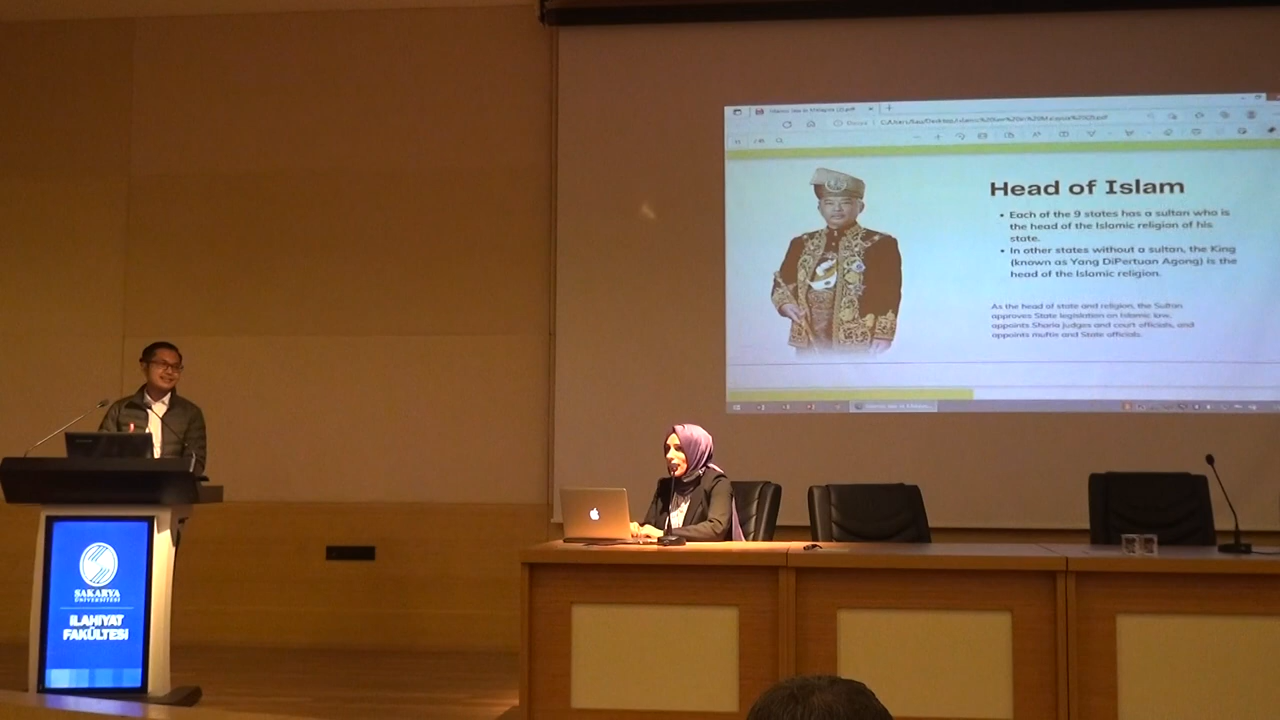 Head of Islam
• Each of the 9 states has a sultan who is
the head of the Islamic religion of his
state.
• In other states without a sultan, the King
(known as Yang DiPertuan Agong) is the
head of the Islamic religion.
As the head of state and religion, the Sultan
approves State legislation on Islamic law,
appoints Sharia judges and court officials, and
appoints muftis and State officials.
SAKARYA
ÜNİVERSİTESİ
İLAHİYAT
FAKÜLTESİ